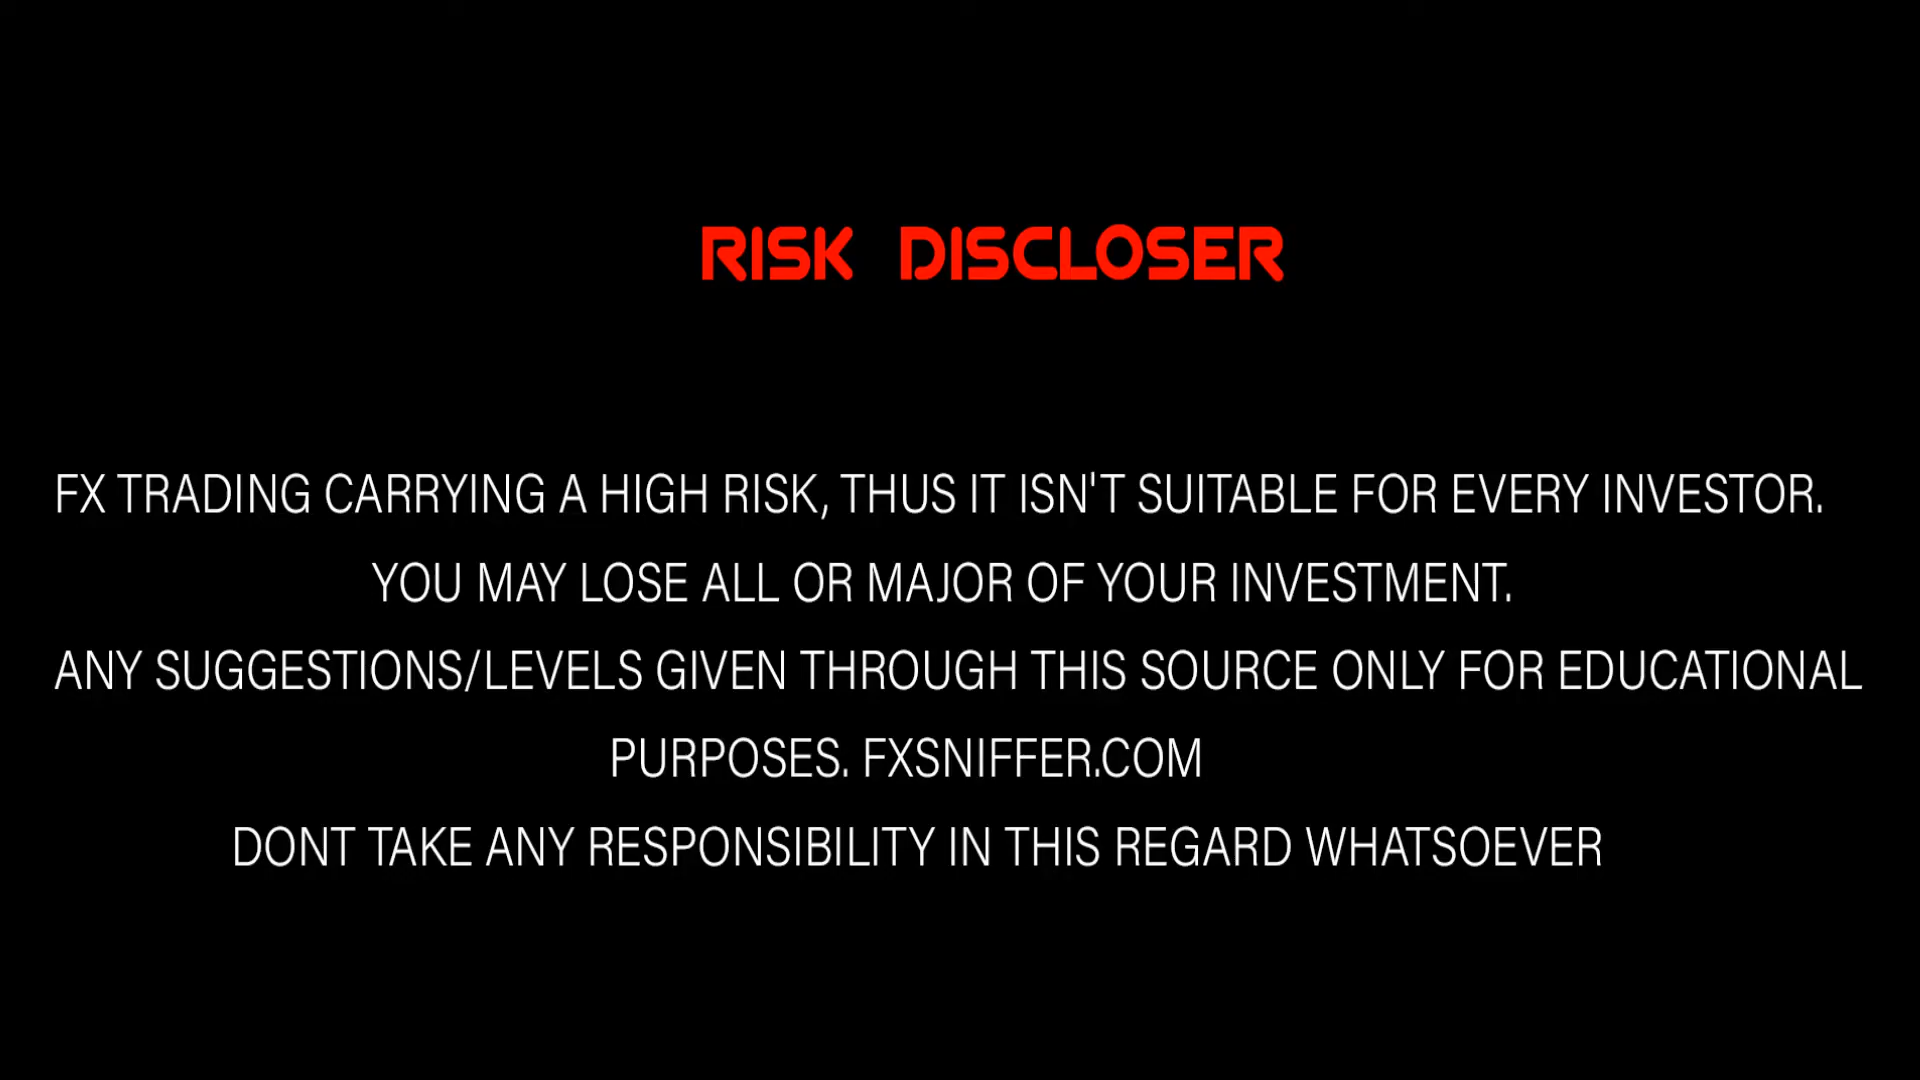 RISK DISCLOSER
FX TRADING CARRYING A HIGH RISK, THUS IT ISN'T SUITABLE FOR EVERY INVESTOR.
YOU MAY LOSE ALL OR MAJOR OF YOUR INVESTMENT.
ANY SUGGESTIONS/LEVELS GIVEN THROUGH THIS SOURCE ONLY FOR EDUCATIONAL
PURPOSES. FXSNIFFER.COM
DONT TAKE ANY RESPONSIBILITY IN THIS REGARD WHATSOEVER